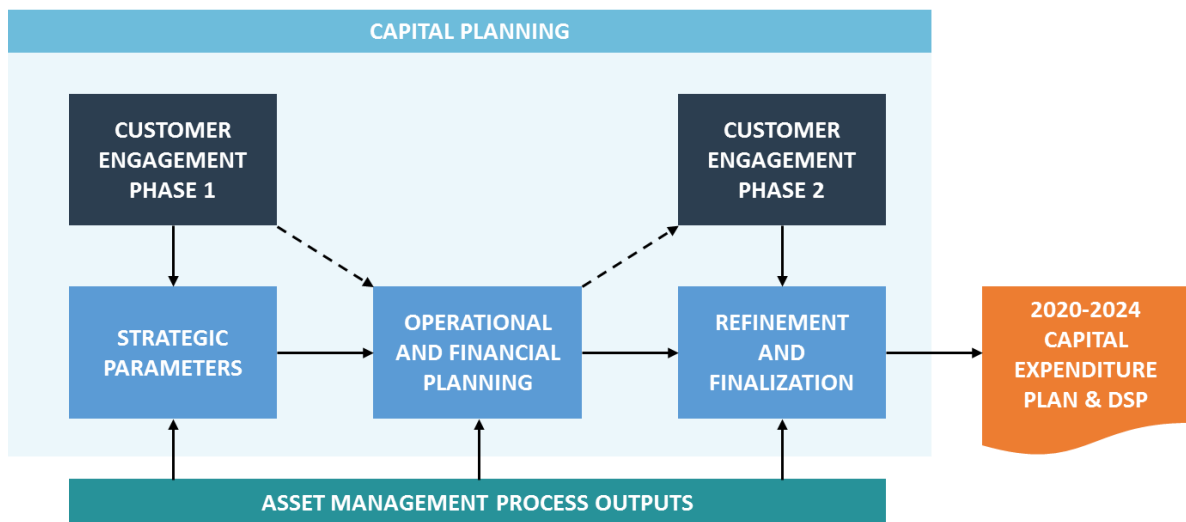 CAPITAL PLANNING
CUSTOMER
ENGAGEMENT
PHASE 1
CUSTOMER
ENGAGEMENT
PHASE 2
STRATEGIC
PARAMETERS
OPERATIONAL
AND FINANCIAL
PLANNING
REFINEMENT
AND
FINALIZATION
2020-2024
CAPITAL
EXPENDITURE
PLAN & DSP
ASSET MANAGEMENT PROCESS OUTPUTS